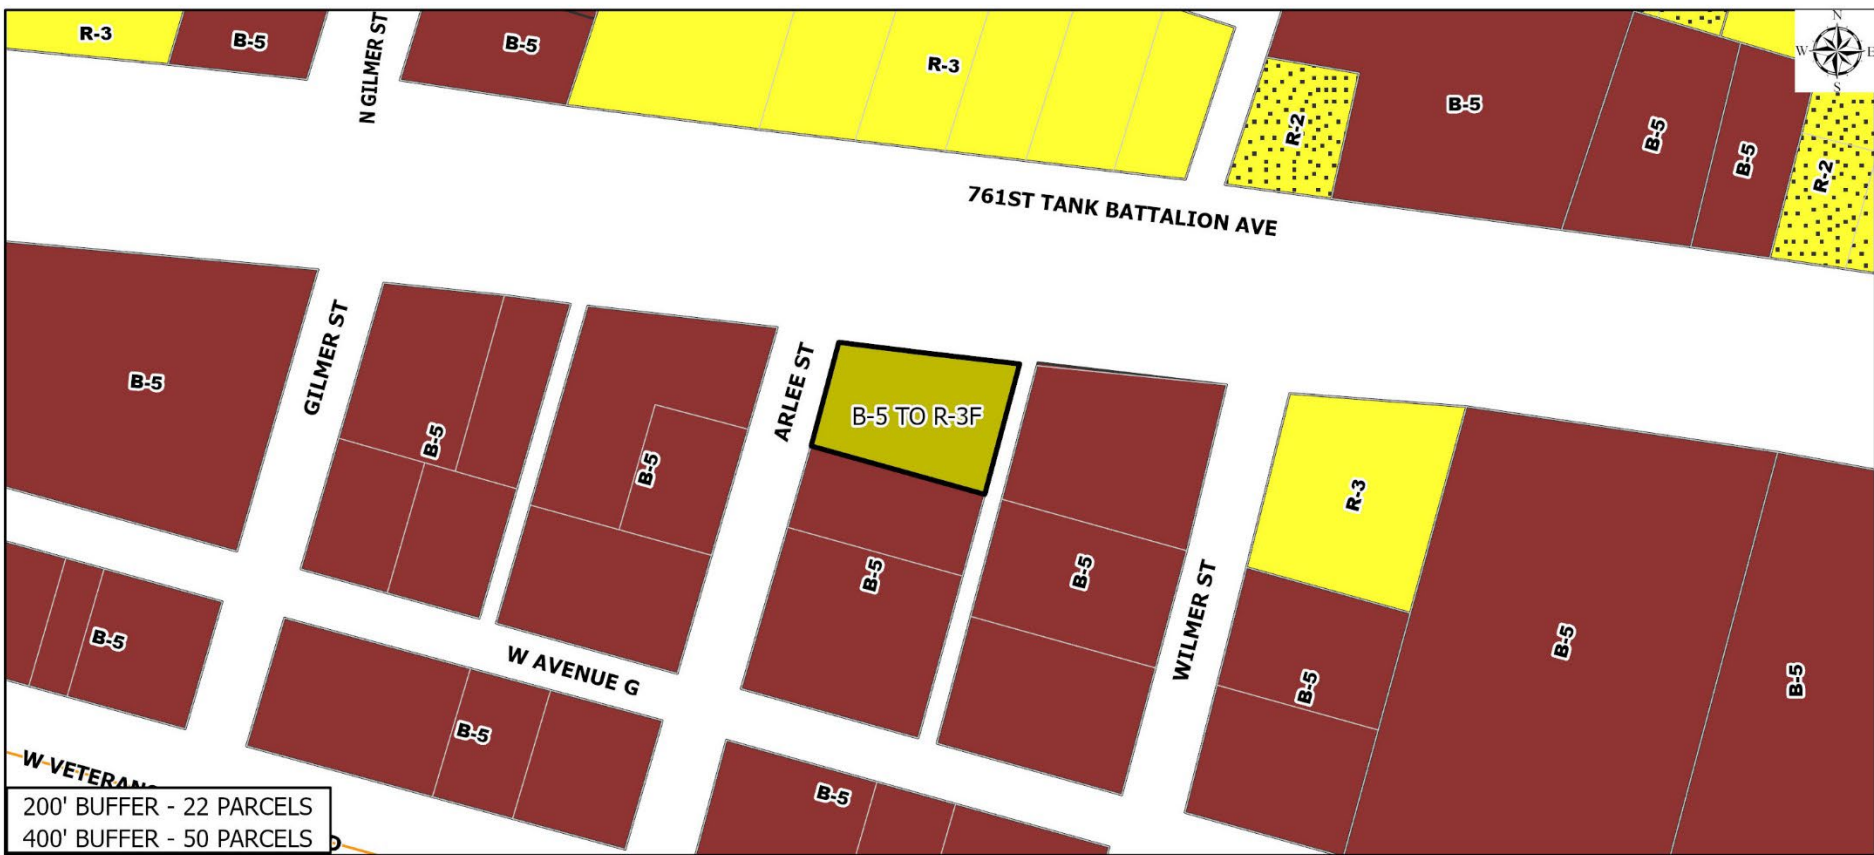 R-3
B-5
N GILMER ST
B-5
R-3
R-2
B-5
B-5
B-5
R-2
N
W E
S
761ST TANK BATTALION AVE
B-5
GILMER ST
B-5
B-5
ARLEE ST
B-5 TO R-3F
B-5
B-5
WILMER ST
R-3
B-5
B-5
B-5
B-5
W AVENUE G
B-5
B-5
W VETERANS
200' BUFFER - 22 PARCELS
400' BUFFER - 50 PARCELS